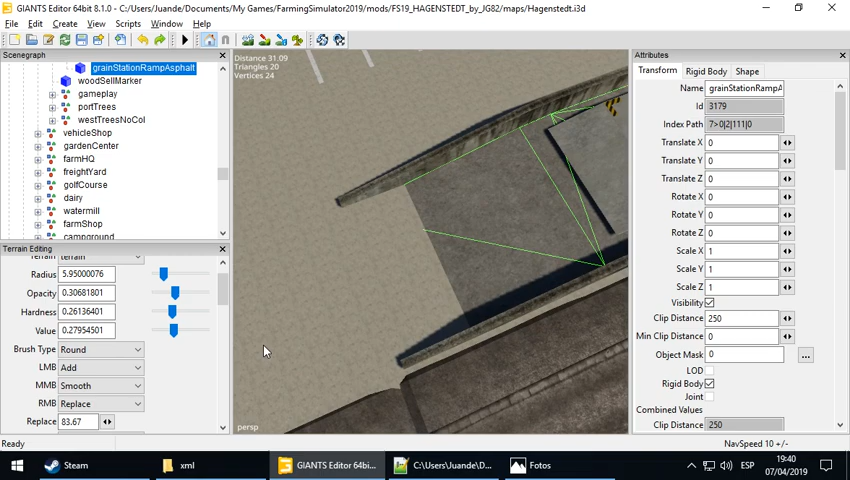 GIANTS Editor 64bit 8.1.0 - C:/Users/Juande/Documents/My Games/FarmingSimulator2019/mods/FS19_HAGENSTEDT_by_JG82/maps/Hagenstedt.i3d
File Edit Create View Scripts Window Help
Scenegraph
grainStationRampAsphalt
woodSellMarker
gameplay
portTrees
westTreesNoCol
vehicleShop
gardenCenter
farmHQ
freightYard
golfCourse
dairy
watermill
farmShop
campground
Terrain Editing
terrain
Radius 5.95000076
Opacity 0.30681801
Hardness 0.26136401
Value 0.27954501
Brush Type Round
LMB Add
MMB Smooth
RMB Replace
Replace 83.67
Distance 31.09
Triangles 20
Vertices 24
persp
Attributes
Transform Rigid Body Shape
Name grainStationRampA
Id 3179
Index Path 7>0|2|111|0
Translate X 0
Translate Y 0
Translate Z 0
Rotate X 0
Rotate Y 0
Rotate Z 0
Scale X 1
Scale Y 1
Scale Z 1
Visibility
Clip Distance 250
Min Clip Distance 0
Object Mask 0 ...
LOD
Rigid Body
Joint
Combined Values
Clip Distance 250
Ready
NavSpeed 10 +/-
Steam
xml
GIANTS Editor 64bit...
C:\Users\Juande\D...
Fotos
ESP
19:40
07/04/2019